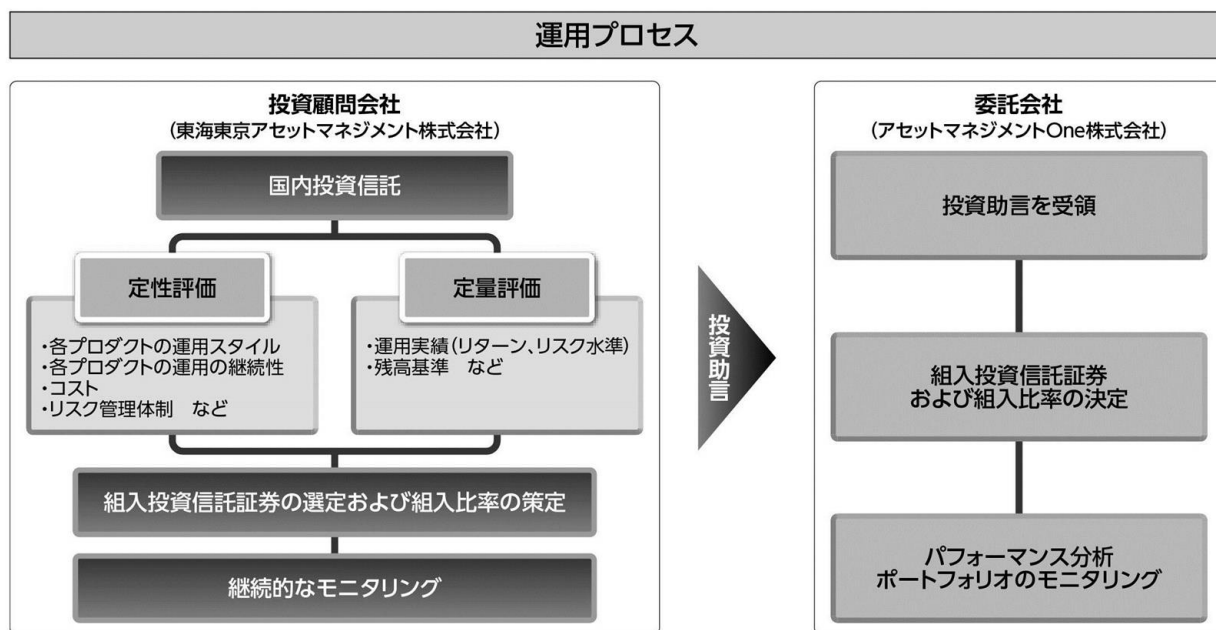 運用プロセス
投資顧問会社
(東海東京アセットマネジメント株式会社)
国内投資信託
定性評価
・各プロダクトの運用スタイル
・各プロダクトの運用の継続性
・コスト
・リスク管理体制　など
定量評価
・運用実績(リターン、リスク水準)
・残高基準　など
組入投資信託証券の選定および組入比率の策定
継続的なモニタリング
投資助言
委託会社
(アセットマネジメントOne株式会社)
投資助言を受領
組入投資信託証券
および組入比率の決定
パフォーマンス分析
ポートフォリオのモニタリング